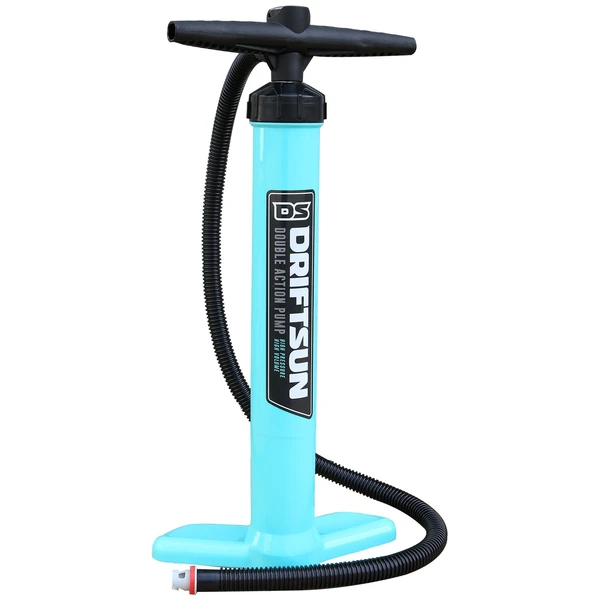 DS
DRIFTSUN
DOUBLE ACTION PUMP
HIGH PRESSURE
HIGH VOLUME